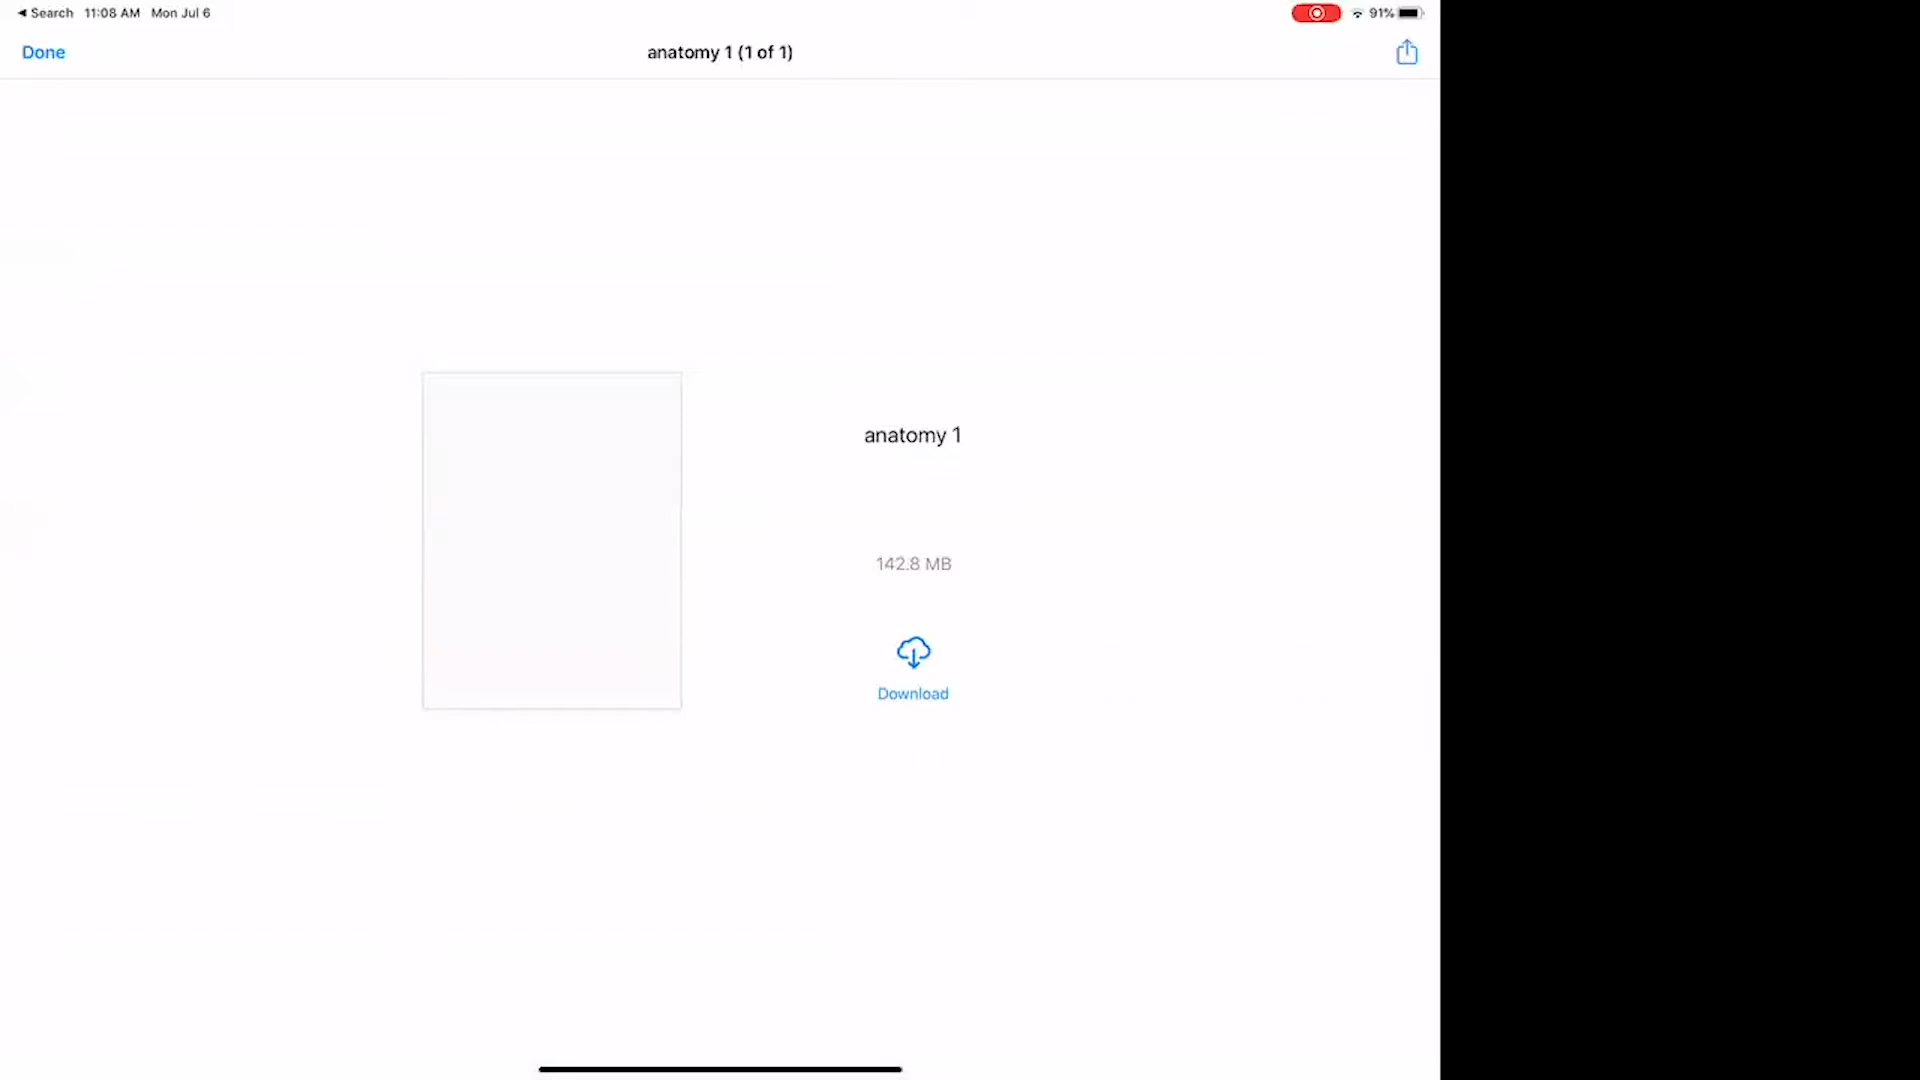 ◀ Search 11:08 AM Mon Jul 6
91%
Done
anatomy 1 (1 of 1)
anatomy 1
142.8 MB
Download